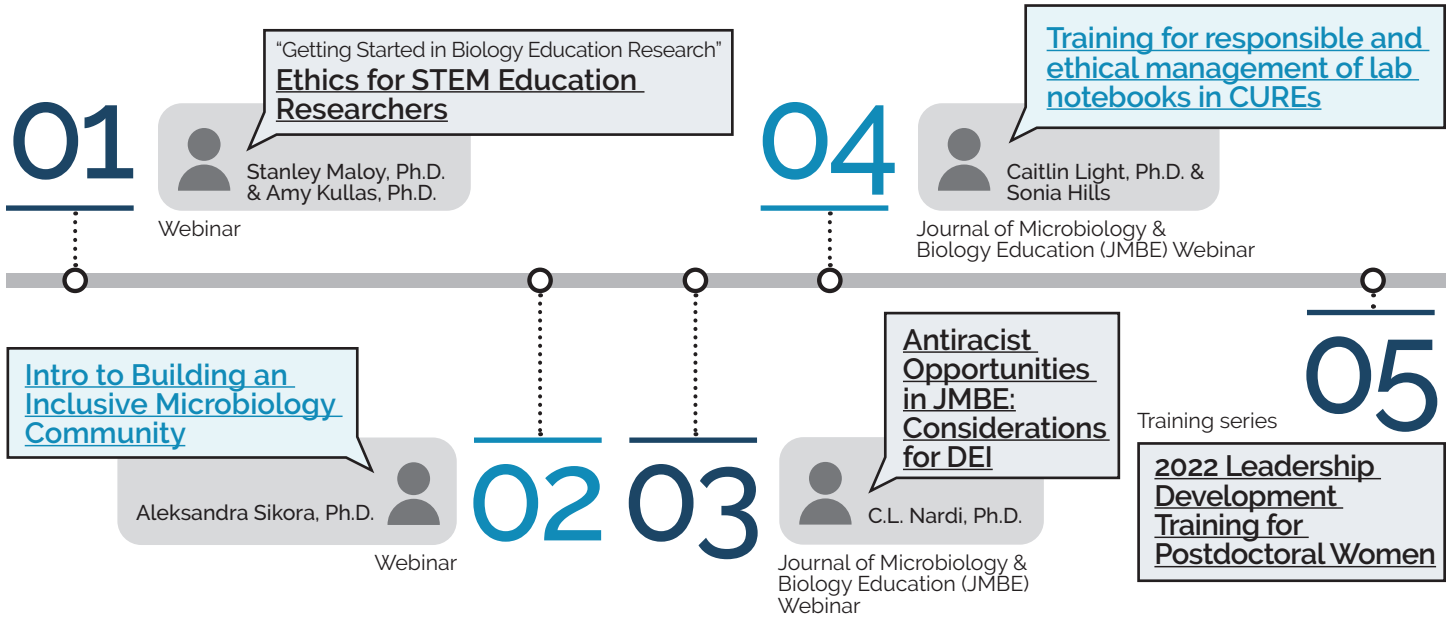 01
"Getting Started in Biology Education Research"
Ethics for STEM Education
Researchers
Stanley Maloy, Ph.D.
& Amy Kullas, Ph.D.
Webinar
Intro to Building an
Inclusive Microbiology
Community
Aleksandra Sikora, Ph.D.
02
Webinar
03
Antiracist
Opportunities
in JMBE:
Considerations
for DEI
C.L. Nardi, Ph.D.
Journal of Microbiology &
Biology Education (JMBE)
Webinar
04
Training for responsible and
ethical management of lab
notebooks in CUREs
Caitlin Light, Ph.D. &
Sonia Hills
Journal of Microbiology &
Biology Education (JMBE) Webinar
05
Training series
2022 Leadership
Development
Training for
Postdoctoral Women